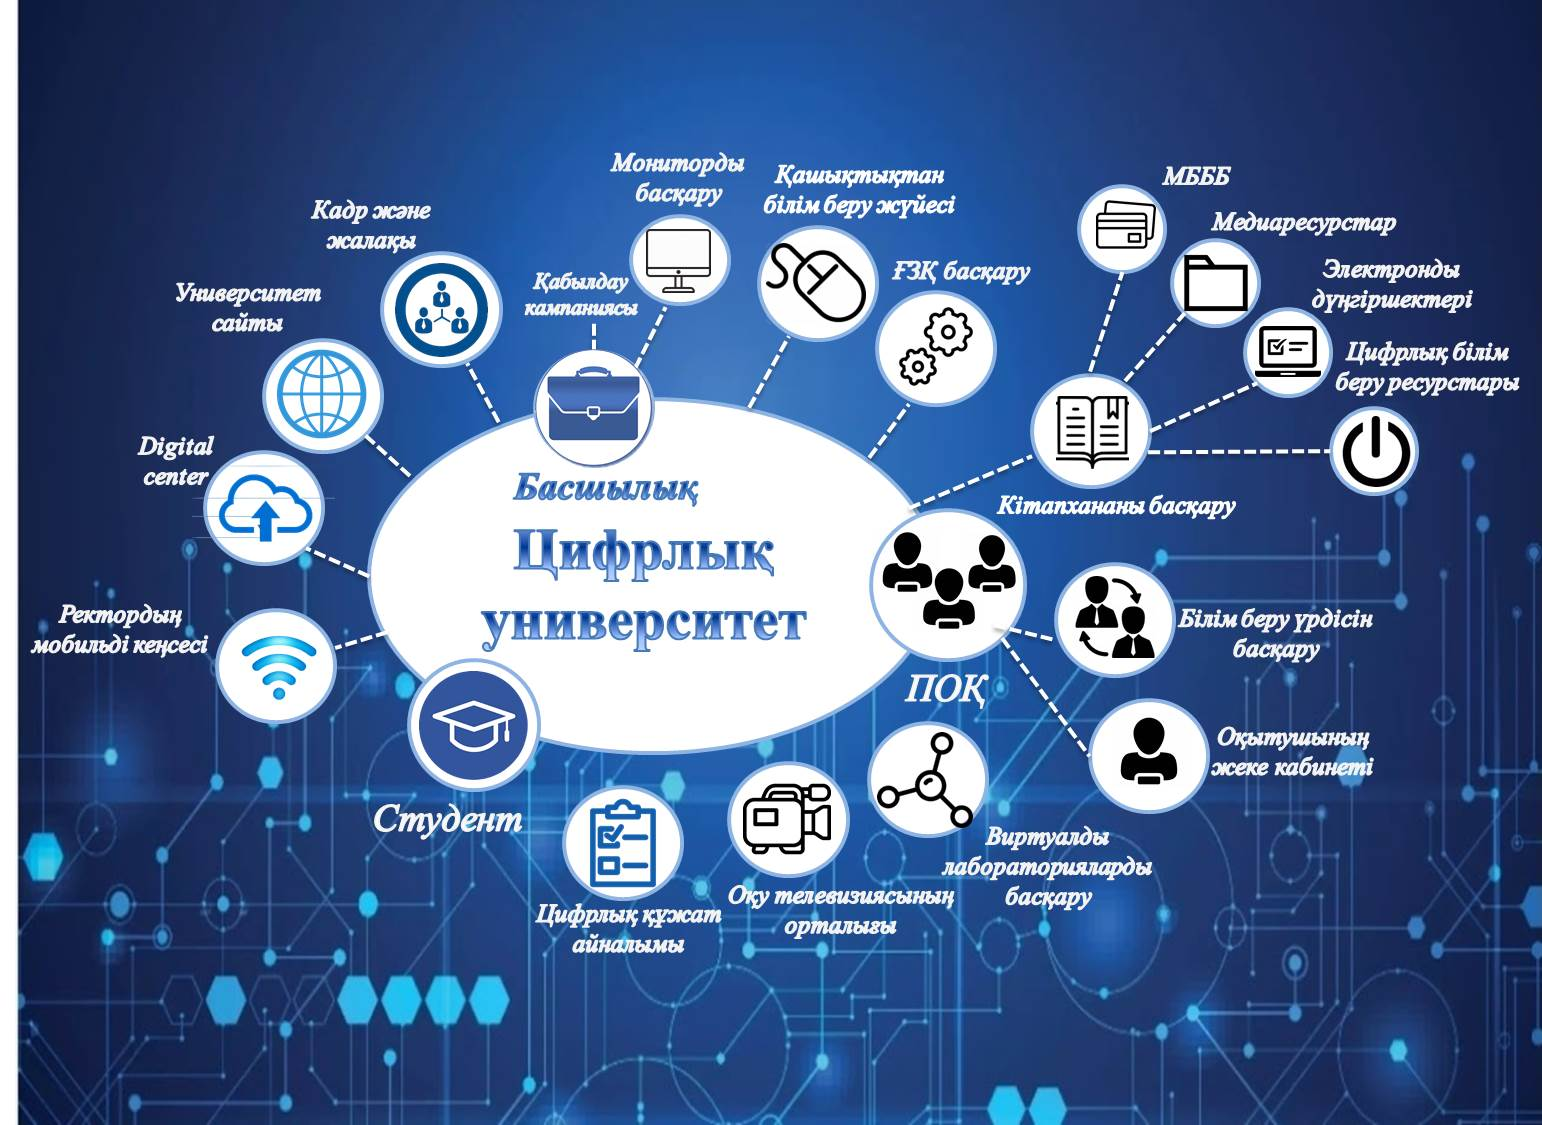 Мониторды
басқару
Қашықтықтан
білім беру жүйесі
МБББ
Кадр және
жалақы
Медиаресурстар
Қабылдау
кампаниясы
ҒЗҚ басқару
Электронды
дүңгіршектері
Университет
сайты
Цифрлық білім
беру ресурстары
Digital
center
Басшылық
Цифрлық
университет
Кітапхананы басқару
Ректордың
мобильді кеңсесі
Білім беру үрдісін
басқару
ПОҚ
Оқытушының
жеке кабинеті
Студент
Виртуалды
лабораторияларды
басқару
Оқу телевизиясының
орталығы
Цифрлық құжат
айналымы